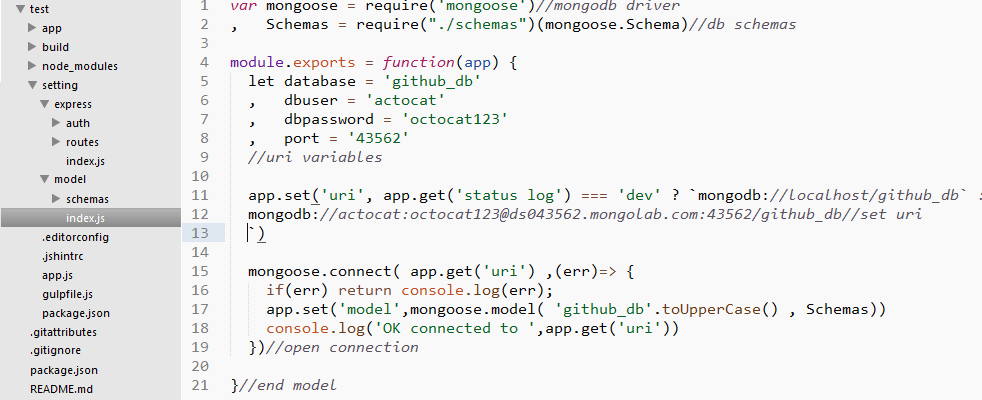 test
app
build
node_modules
setting
express
auth
routes
index.js
model
schemas
index.js
.editorconfig
.jshintrc
app.js
gulpfile.js
package.json
.gitattributes
.gitignore
package.json
README.md
1 var mongoose = require('mongoose')//mongodb driver
2 , Schemas = require("./schemas")(mongoose.Schema)//db schemas
3
4 module.exports = function(app) {
5 let database = 'github_db'
6 , dbuser = 'actocat'
7 , dbpassword = 'octocat123'
8 , port = '43562'
9 //uri variables
10
11 app.set('uri', app.get('status log') === 'dev' ? `mongodb://localhost/github_db` :
12 mongodb://actocat:octocat123@ds043562.mongolab.com:43562/github_db//set uri
13 `)
14
15 mongoose.connect( app.get('uri') ,(err)=> {
16 if(err) return console.log(err);
17 app.set('model',mongoose.model( 'github_db'.toUpperCase() , Schemas))
18 console.log('OK connected to ',app.get('uri'))
19 })//open connection
20
21 }//end model